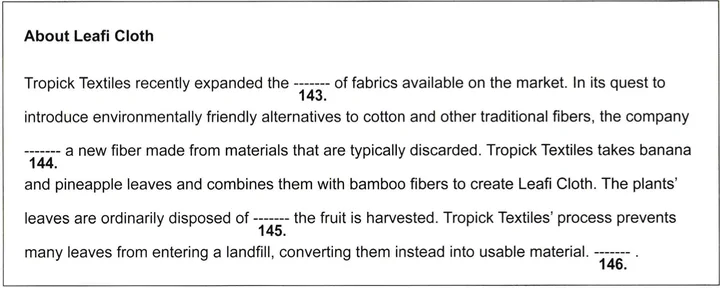 About Leafi Cloth
Tropick Textiles recently expanded the ------- of fabrics available on the market. In its quest to
143.
introduce environmentally friendly alternatives to cotton and other traditional fibers, the company
------- a new fiber made from materials that are typically discarded. Tropick Textiles takes banana
144.
and pineapple leaves and combines them with bamboo fibers to create Leafi Cloth. The plants'
leaves are ordinarily disposed of ------- the fruit is harvested. Tropick Textiles' process prevents
145.
many leaves from entering a landfill, converting them instead into usable material. ------- .
146.